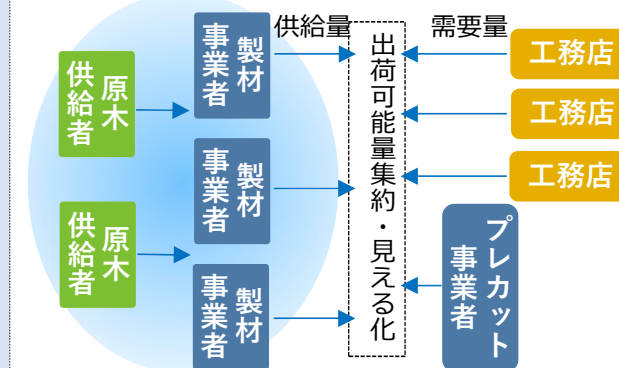 供給量
需要量
原木
供給者
原木
供給者
製材
事業者
製材
事業者
製材
事業者
出荷可能量集約・見える化
工務店
工務店
工務店
プレカット
事業者